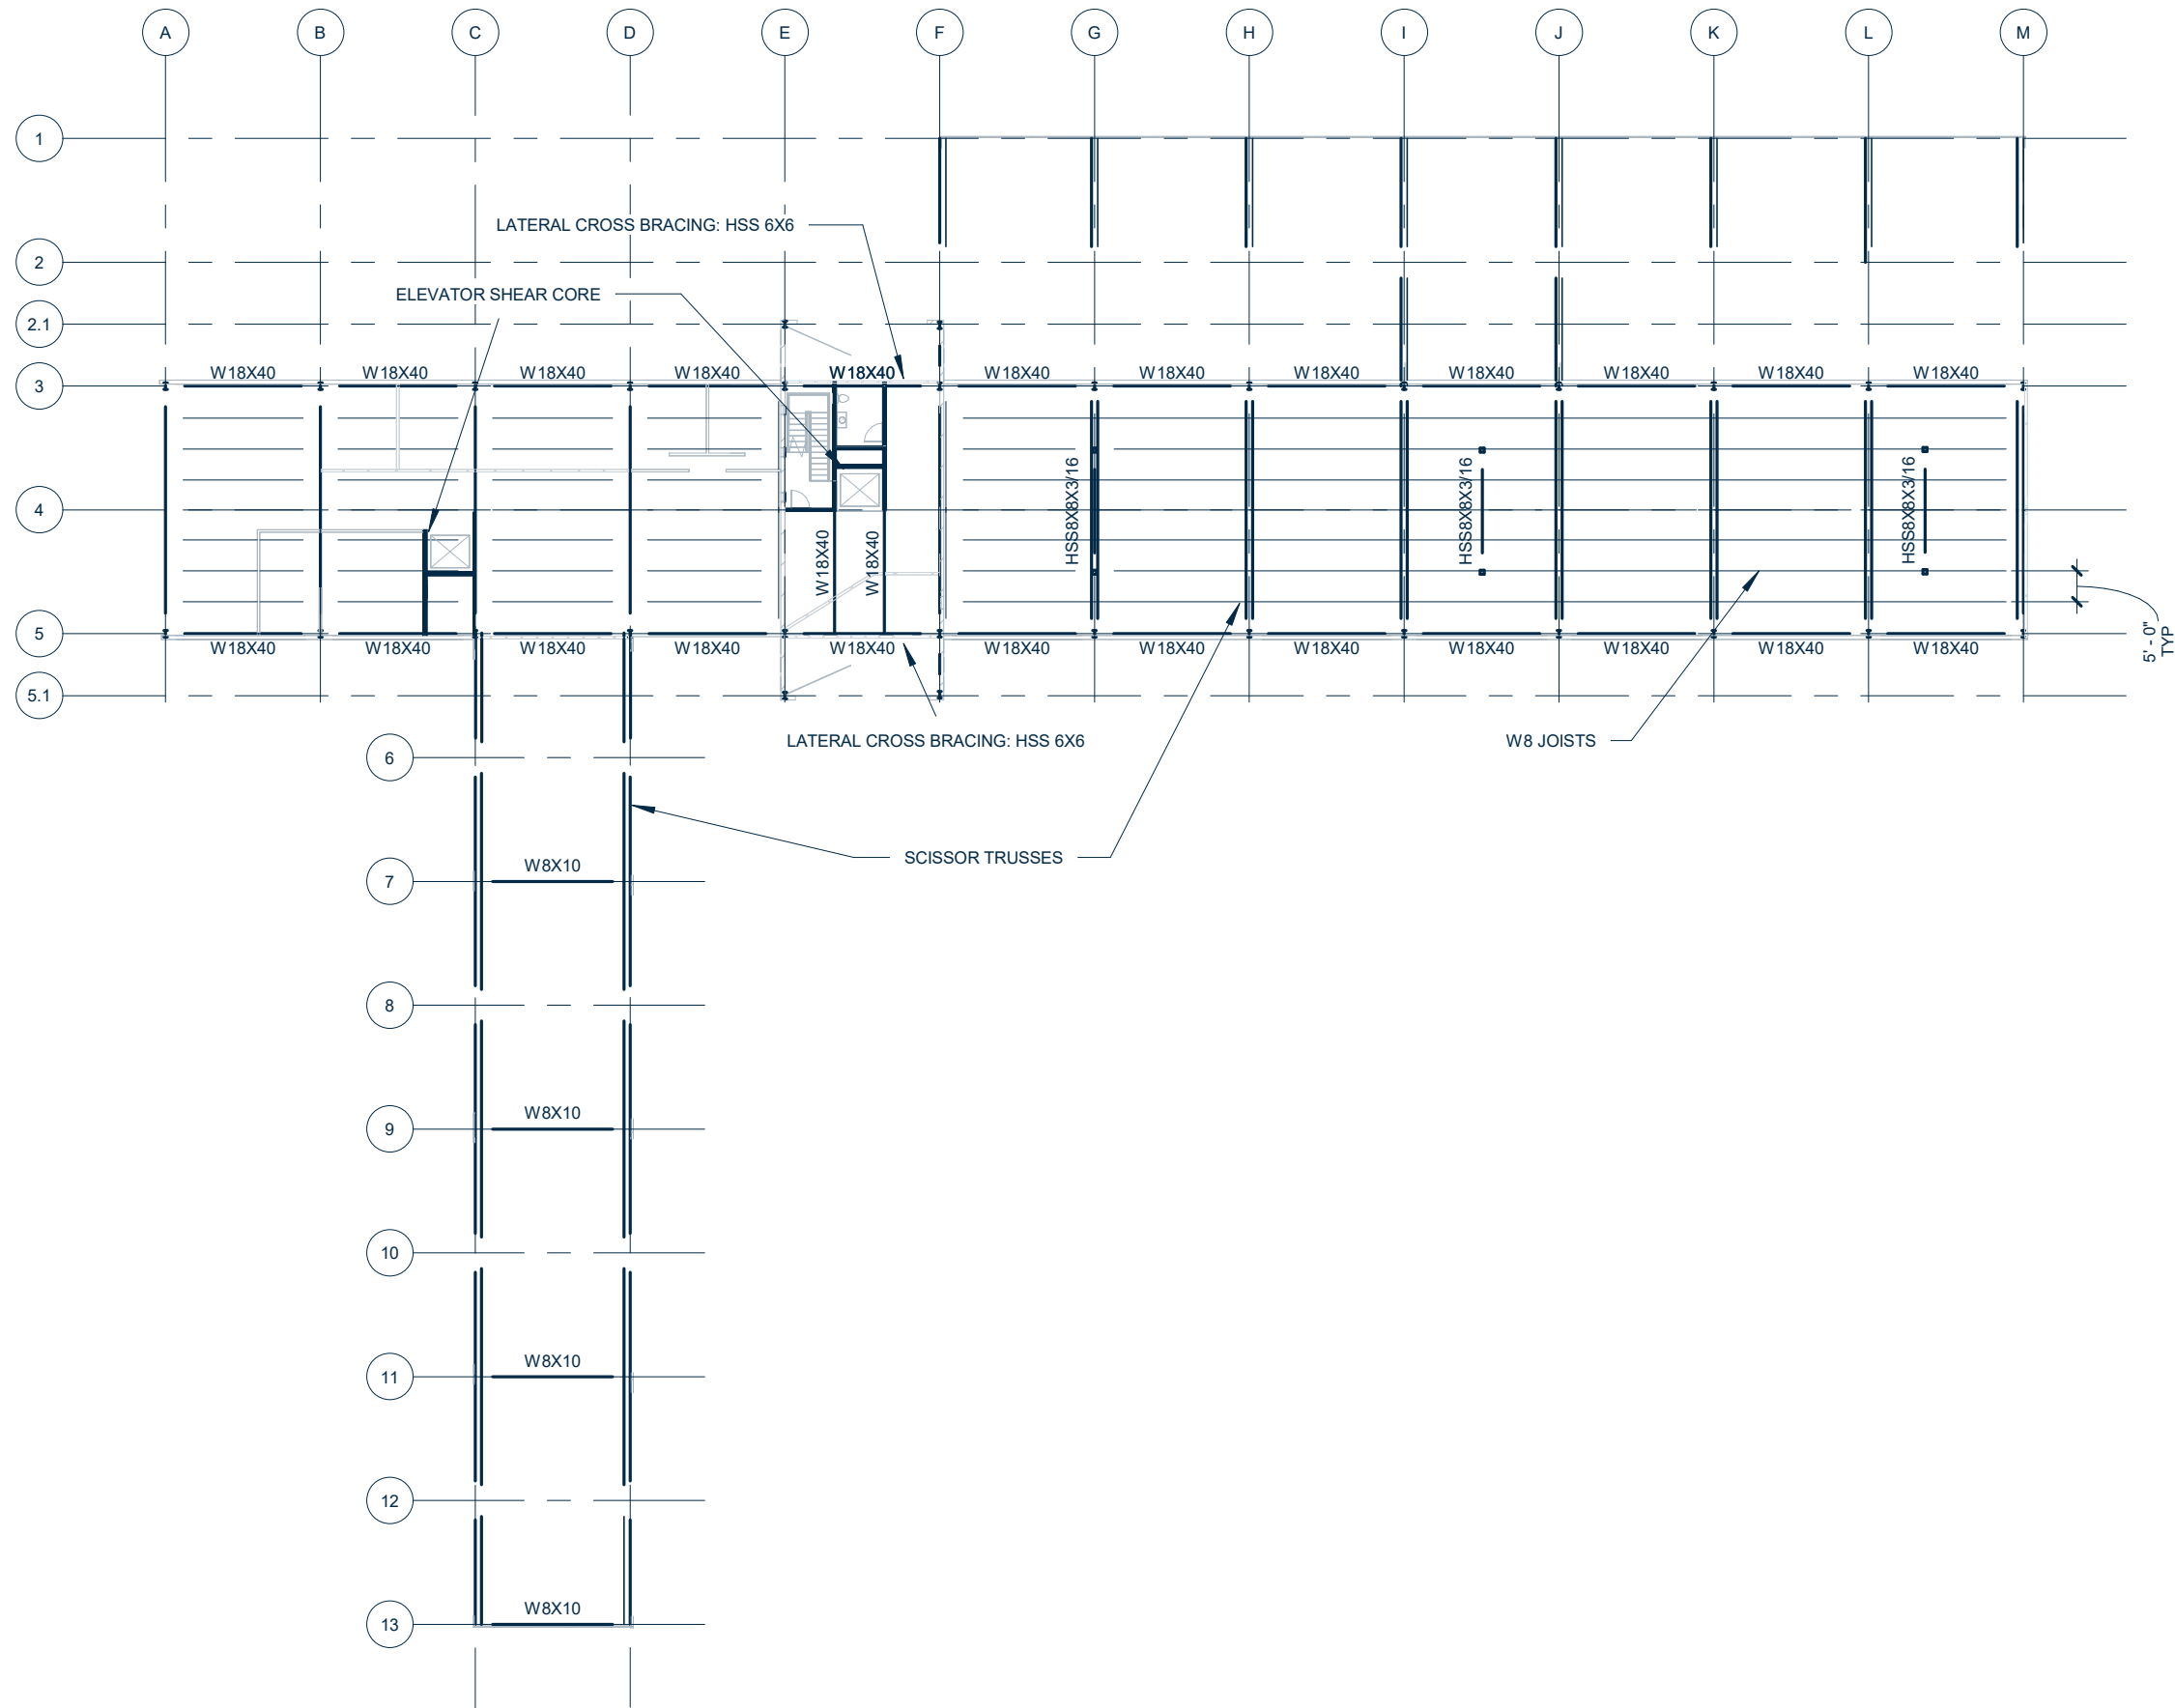 A B C D E F G H I J K L M
1
LATERAL CROSS BRACING: HSS 6X6
2
ELEVATOR SHEAR CORE
2.1
3
W18X40 W18X40 W18X40 W18X40 W18X40 W18X40 W18X40 W18X40 W18X40 W18X40 W18X40 W18X40
HSS8X8X3/16 HSS8X8X3/16 HSS8X8X3/16
4
W18X40 W18X40
5
W18X40 W18X40 W18X40 W18X40 W18X40 W18X40 W18X40 W18X40 W18X40 W18X40 W18X40 W18X40
5' - 0"
TYP
5.1
LATERAL CROSS BRACING: HSS 6X6
W8 JOISTS
6
SCISSOR TRUSSES
W8X10
7
8
W8X10
9
10
W8X10
11
12
W8X10
13